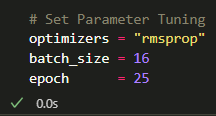 # Set Parameter Tuning
optimizers = "rmsprop"
batch_size = 16
epoch      = 25
✓ 0.0s